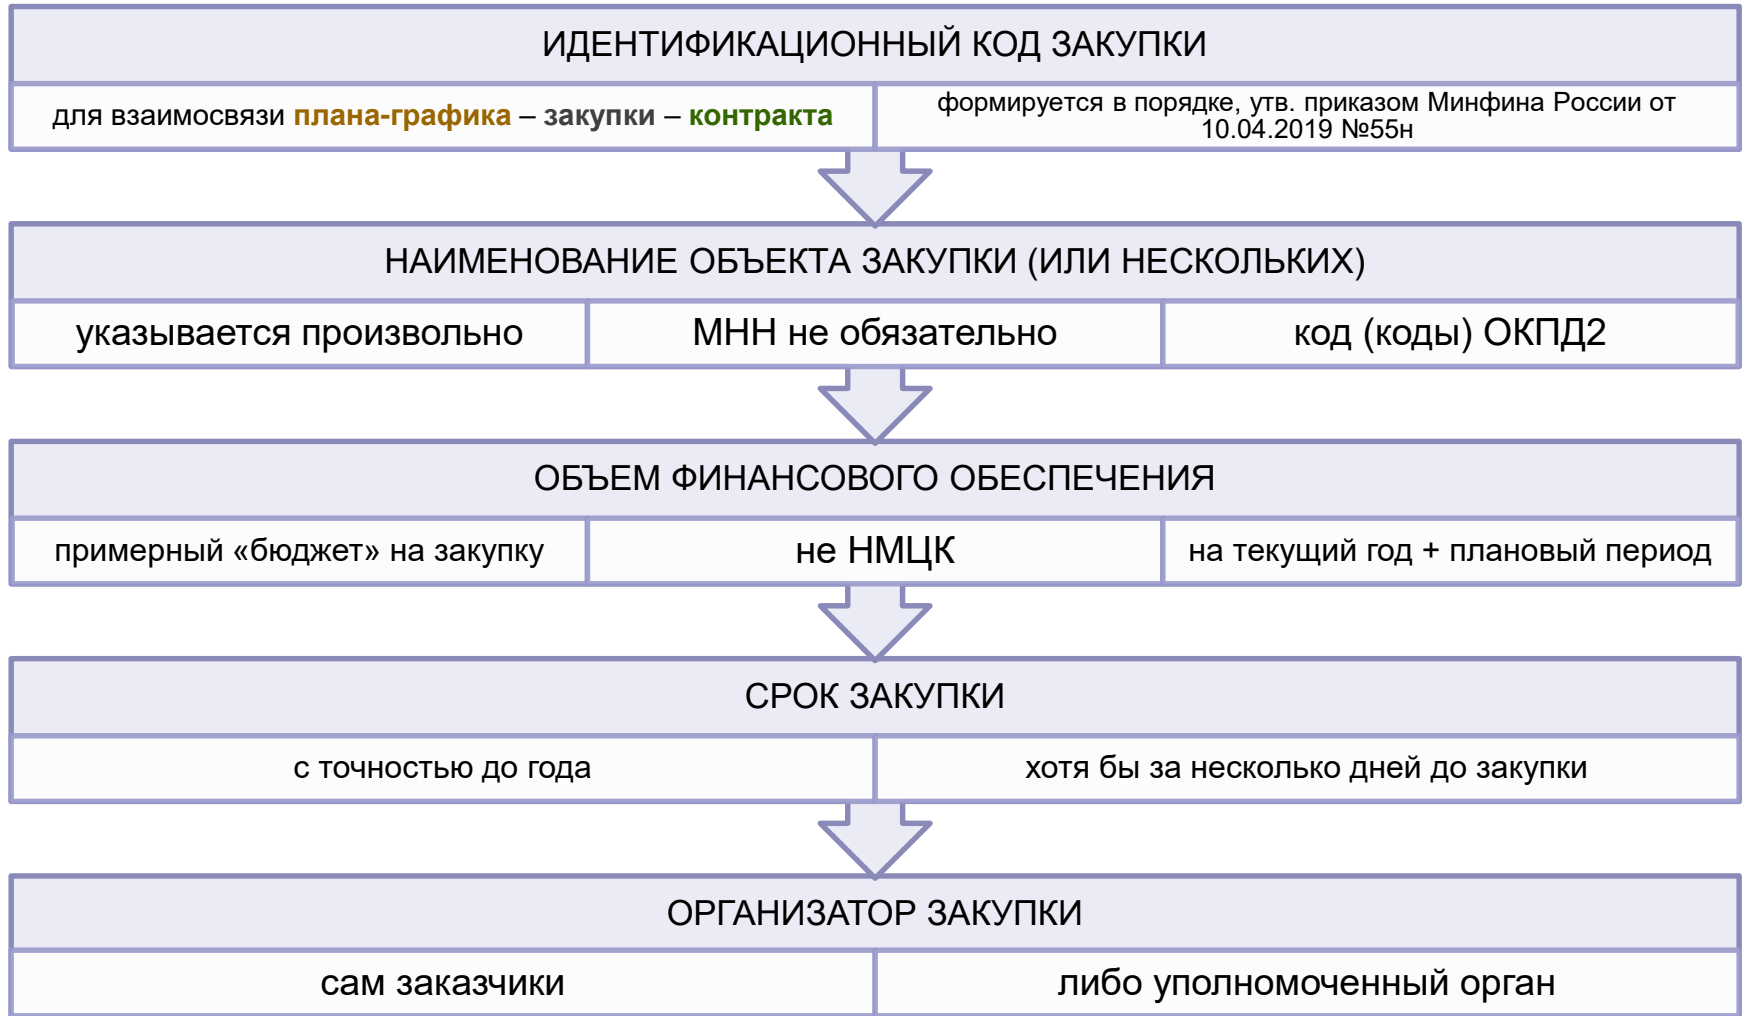 ИДЕНТИФИКАЦИОННЫЙ КОД ЗАКУПКИ
для взаимосвязи плана-графика – закупки – контракта
формируется в порядке, утв. приказом Минфина России от
10.04.2019 №55н
НАИМЕНОВАНИЕ ОБЪЕКТА ЗАКУПКИ (ИЛИ НЕСКОЛЬКИХ)
указывается произвольно
МНН не обязательно
код (коды) ОКПД2
ОБЪЕМ ФИНАНСОВОГО ОБЕСПЕЧЕНИЯ
примерный «бюджет» на закупку
не НМЦК
на текущий год + плановый период
СРОК ЗАКУПКИ
с точностью до года
хотя бы за несколько дней до закупки
ОРГАНИЗАТОР ЗАКУПКИ
сам заказчики
либо уполномоченный орган